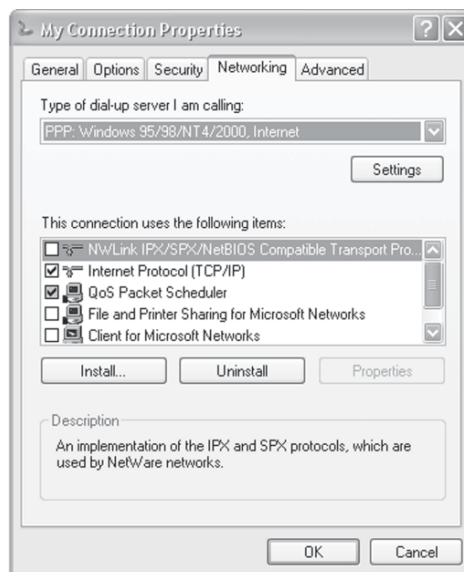 My Connection Properties
General Options Security Networking Advanced
Type of dial-up server I am calling:
PPP: Windows 95/98/NT4/2000, Internet
Settings
This connection uses the following items:
NWLink IPX/SPX/NetBIOS Compatible Transport Pro...
Internet Protocol (TCP/IP)
QoS Packet Scheduler
File and Printer Sharing for Microsoft Networks
Client for Microsoft Networks
Install... Uninstall Properties
Description
An implementation of the IPX and SPX protocols, which are
used by NetWare networks.
OK Cancel